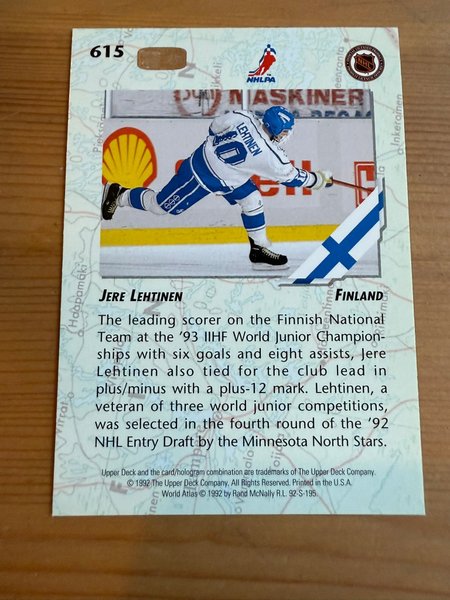 615
NHLPA
NHL
MASKINER
LEHTINEN
10
JERE LEHTINEN
FINLAND
The leading scorer on the Finnish National
Team at the '93 IIHF World Junior Champion-
ships with six goals and eight assists, Jere
Lehtinen also tied for the club lead in
plus/minus with a plus-12 mark. Lehtinen, a
veteran of three world junior competitions,
was selected in the fourth round of the '92
NHL Entry Draft by the Minnesota North Stars.
Upper Deck and the card/hologram combination are trademarks of The Upper Deck Company.
© 1992 The Upper Deck Company. All Rights Reserved. Printed in the U.S.A.
World Atlas © 1992 by Rand McNally R.L. 92-S-195